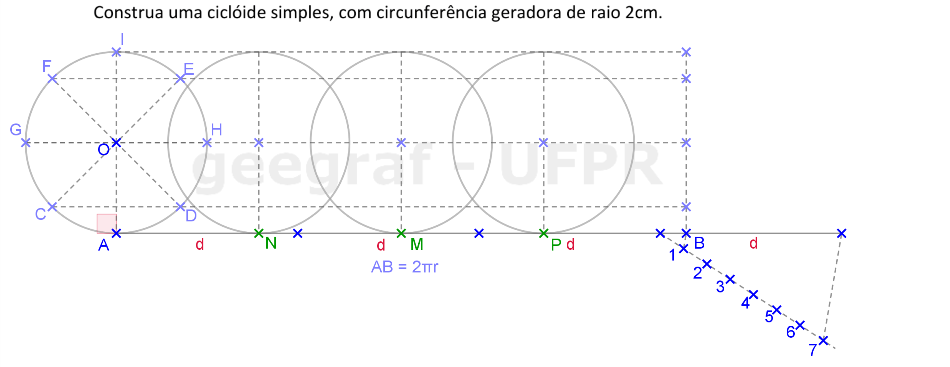 Construa uma ciclóide simples, com circunferência geradora de raio 2cm.
I
F
E
G
H
O
geegraf - UFPR
C
D
A
d
N
d
M
P
d
B
d
AB = 2πr
1
2
3
4
5
6
7